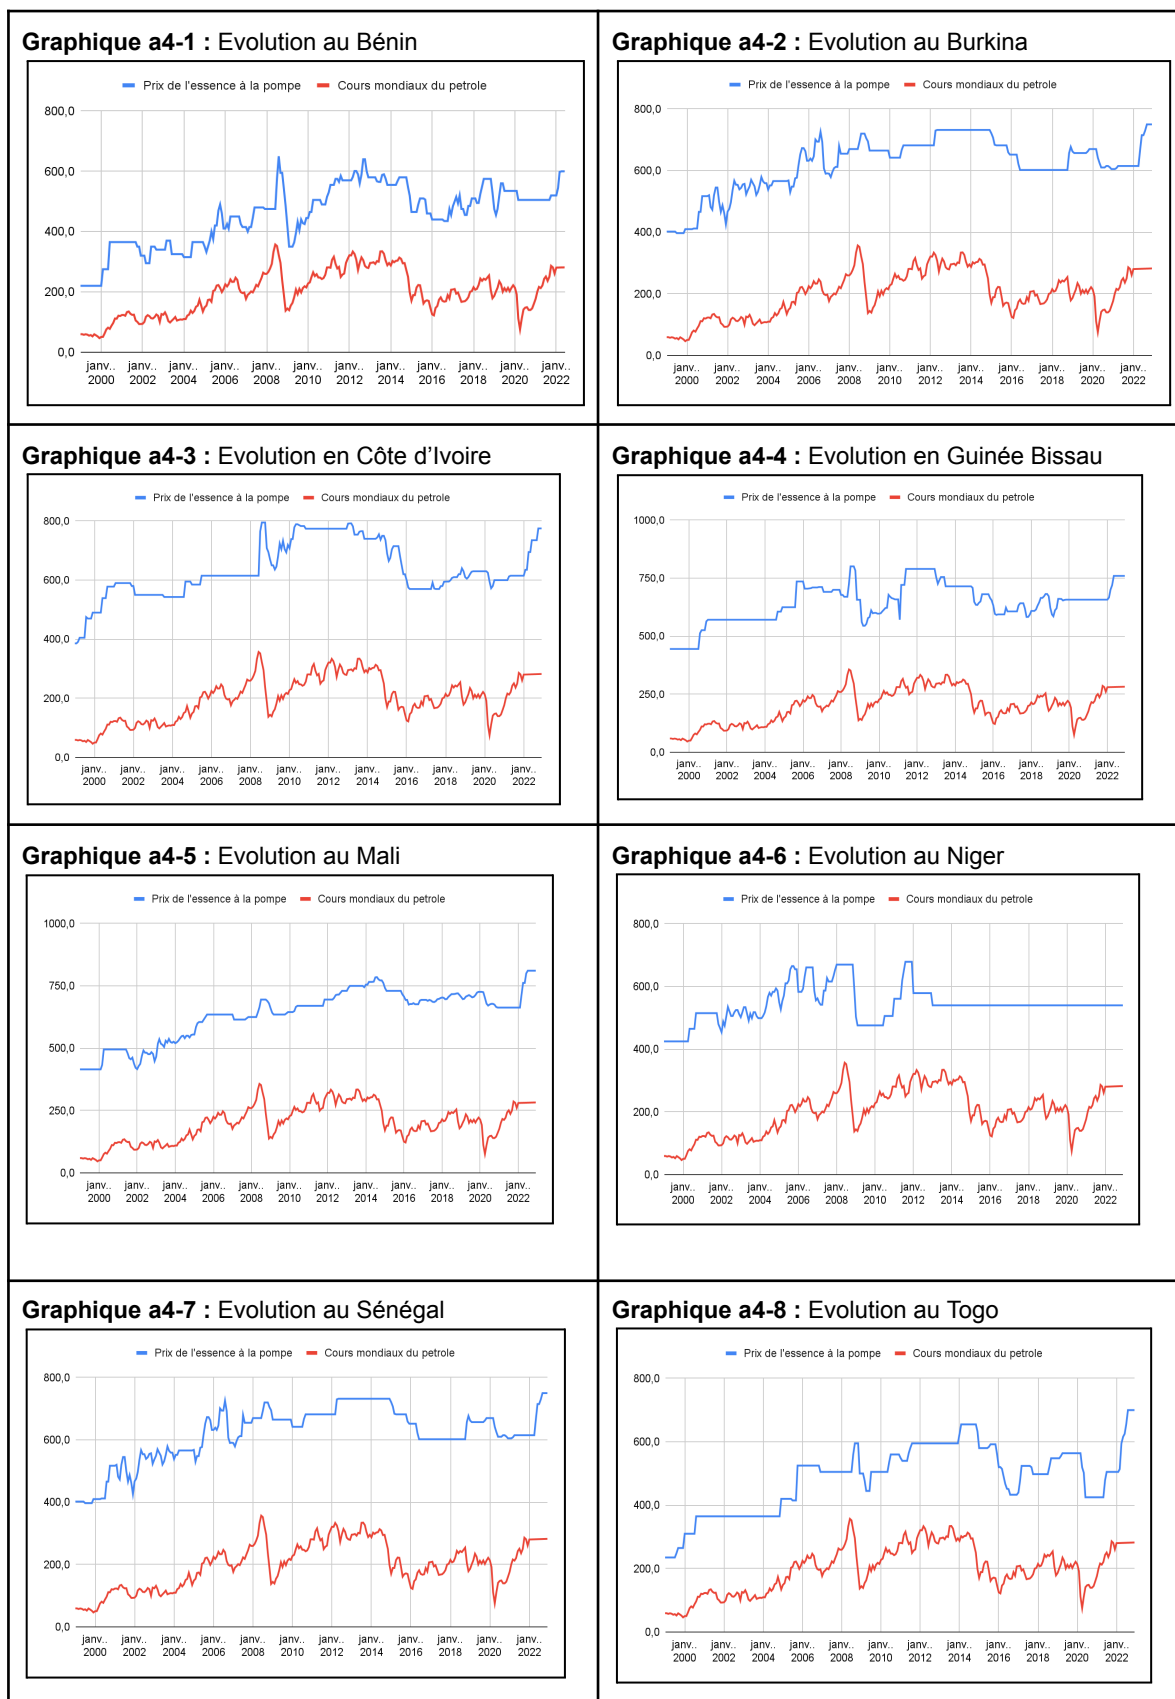 Graphique a4-1 : Evolution au Bénin
Prix de l'essence à la pompe Cours mondiaux du petrole
800,0
600,0
400,0
200,0
0,0
janv.. janv.. janv.. janv.. janv.. janv.. janv.. janv.. janv.. janv.. janv.. janv..
2000 2002 2004 2006 2008 2010 2012 2014 2016 2018 2020 2022
Graphique a4-2 : Evolution au Burkina
Prix de l'essence à la pompe Cours mondiaux du petrole
800,0
600,0
400,0
200,0
0,0
janv.. janv.. janv.. janv.. janv.. janv.. janv.. janv.. janv.. janv.. janv.. janv..
2000 2002 2004 2006 2008 2010 2012 2014 2016 2018 2020 2022
Graphique a4-3 : Evolution en Côte d'Ivoire
Prix de l'essence à la pompe Cours mondiaux du petrole
800,0
600,0
400,0
200,0
0,0
janv.. janv.. janv.. janv.. janv.. janv.. janv.. janv.. janv.. janv.. janv.. janv..
2000 2002 2004 2006 2008 2010 2012 2014 2016 2018 2020 2022
Graphique a4-4 : Evolution en Guinée Bissau
Prix de l'essence à la pompe Cours mondiaux du petrole
1000,0
750,0
500,0
250,0
0,0
janv.. janv.. janv.. janv.. janv.. janv.. janv.. janv.. janv.. janv.. janv.. janv..
2000 2002 2004 2006 2008 2010 2012 2014 2016 2018 2020 2022
Graphique a4-5 : Evolution au Mali
Prix de l'essence à la pompe Cours mondiaux du petrole
1000,0
750,0
500,0
250,0
0,0
janv.. janv.. janv.. janv.. janv.. janv.. janv.. janv.. janv.. janv.. janv.. janv..
2000 2002 2004 2006 2008 2010 2012 2014 2016 2018 2020 2022
Graphique a4-6 : Evolution au Niger
Prix de l'essence à la pompe Cours mondiaux du petrole
800,0
600,0
400,0
200,0
0,0
janv.. janv.. janv.. janv.. janv.. janv.. janv.. janv.. janv.. janv.. janv.. janv..
2000 2002 2004 2006 2008 2010 2012 2014 2016 2018 2020 2022
Graphique a4-7 : Evolution au Sénégal
Prix de l'essence à la pompe Cours mondiaux du petrole
800,0
600,0
400,0
200,0
0,0
janv.. janv.. janv.. janv.. janv.. janv.. janv.. janv.. janv.. janv.. janv.. janv..
2000 2002 2004 2006 2008 2010 2012 2014 2016 2018 2020 2022
Graphique a4-8 : Evolution au Togo
Prix de l'essence à la pompe Cours mondiaux du petrole
800,0
600,0
400,0
200,0
0,0
janv.. janv.. janv.. janv.. janv.. janv.. janv.. janv.. janv.. janv.. janv.. janv..
2000 2002 2004 2006 2008 2010 2012 2014 2016 2018 2020 2022